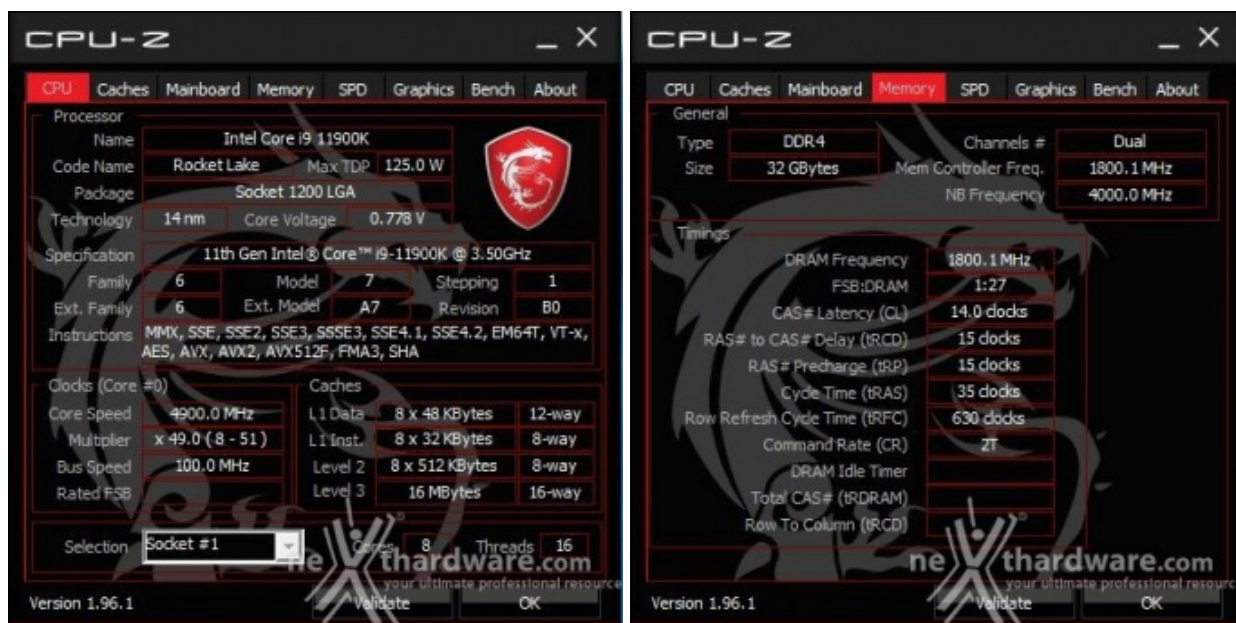 CPU-Z
CPU Caches Mainboard Memory SPD Graphics Bench About
Processor
Name Intel Core i9 11900K
Code Name Rocket Lake Max TDP 125.0 W
Package Socket 1200 LGA
Technology 14 nm Core Voltage 0.778 V
Specification 11th Gen Intel® Core™ i9-11900K @ 3.50GHz
Family 6 Model 7 Stepping 1
Ext. Family 6 Ext. Model A7 Revision B0
Instructions MMX, SSE, SSE2, SSE3, SSSE3, SSE4.1, SSE4.2, EM64T, VT-x,
AES, AVX, AVX2, AVX512F, FMA3, SHA
Clocks (Core #0) Caches
Core Speed 4900.0 MHz L1 Data 8 x 48 KBytes 12-way
Multiplier x 49.0 ( 8 - 51 ) L1 Inst. 8 x 32 KBytes 8-way
Bus Speed 100.0 MHz Level 2 8 x 512 KBytes 8-way
Rated FSB Level 3 16 MBytes 16-way
Selection Socket #1 Cores 8 Threads 16
nexthardware.com
your ultimate professional resource
Version 1.96.1 Validate OK
CPU-Z
CPU Caches Mainboard Memory SPD Graphics Bench About
General
Type DDR4 Channels # Dual
Size 32 GBytes Mem Controller Freq. 1800.1 MHz
NB Frequency 4000.0 MHz
Timings
DRAM Frequency 1800.1 MHz
FSB:DRAM 1:27
CAS# Latency (CL) 14.0 clocks
RAS# to CAS# Delay (tRCD) 15 clocks
RAS# Precharge (tRP) 15 clocks
Cycle Time (tRAS) 35 clocks
Row Refresh Cycle Time (tRFC) 630 clocks
Command Rate (CR) 2T
DRAM Idle Timer
Total CAS# (tRDRAM)
Row To Column (tRCD)
nexthardware.com
your ultimate professional resourc
Version 1.96.1 Validate OK